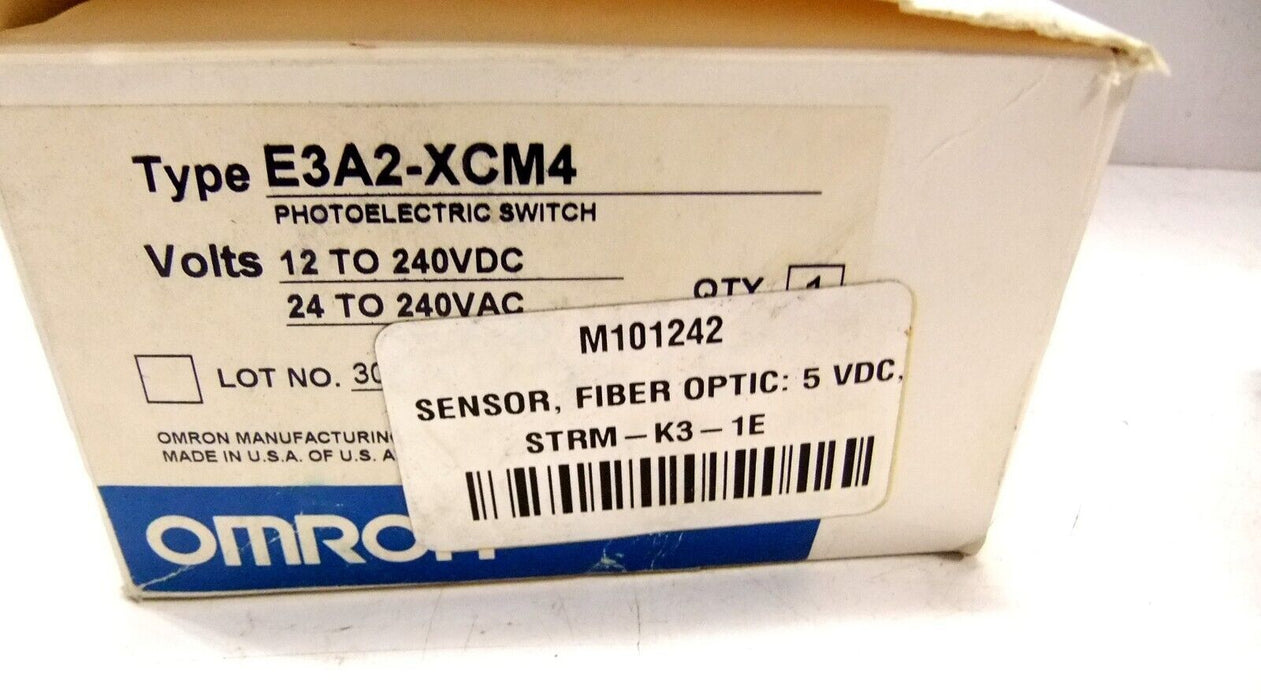 Type E3A2-XCM4
PHOTOELECTRIC SWITCH
Volts 12 TO 240VDC
24 TO 240VAC
QTY 1
LOT NO. 30
OMRON MANUFACTURING
MADE IN U.S.A. OF U.S. A
OMRON
M101242
SENSOR, FIBER OPTIC: 5 VDC,
STRM-K3-1E